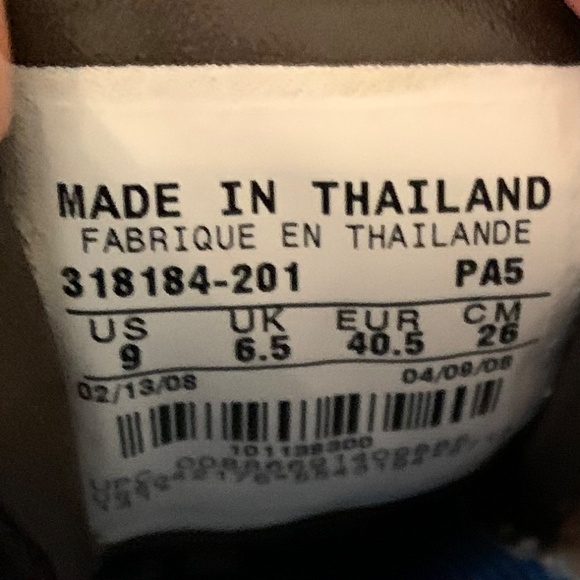 MADE IN THAILAND
FABRIQUE EN THAILANDE
318184-201 PA5
US UK EUR CM
9 6.5 40.5 26
02/13/08 04/09/08